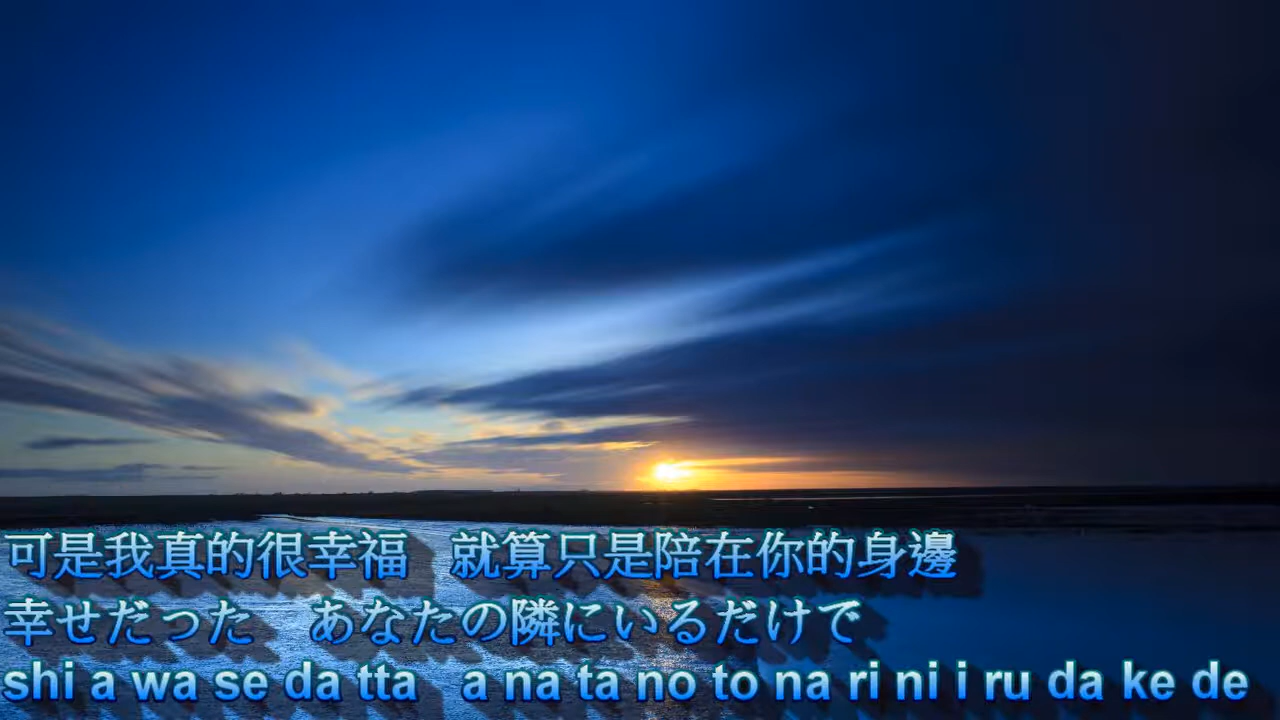 可是我真的很幸福　就算只是陪在你的身邊
幸せだった　あなたの隣にいるだけで
shi a wa se da tta　a na ta no to na ri ni i ru da ke de